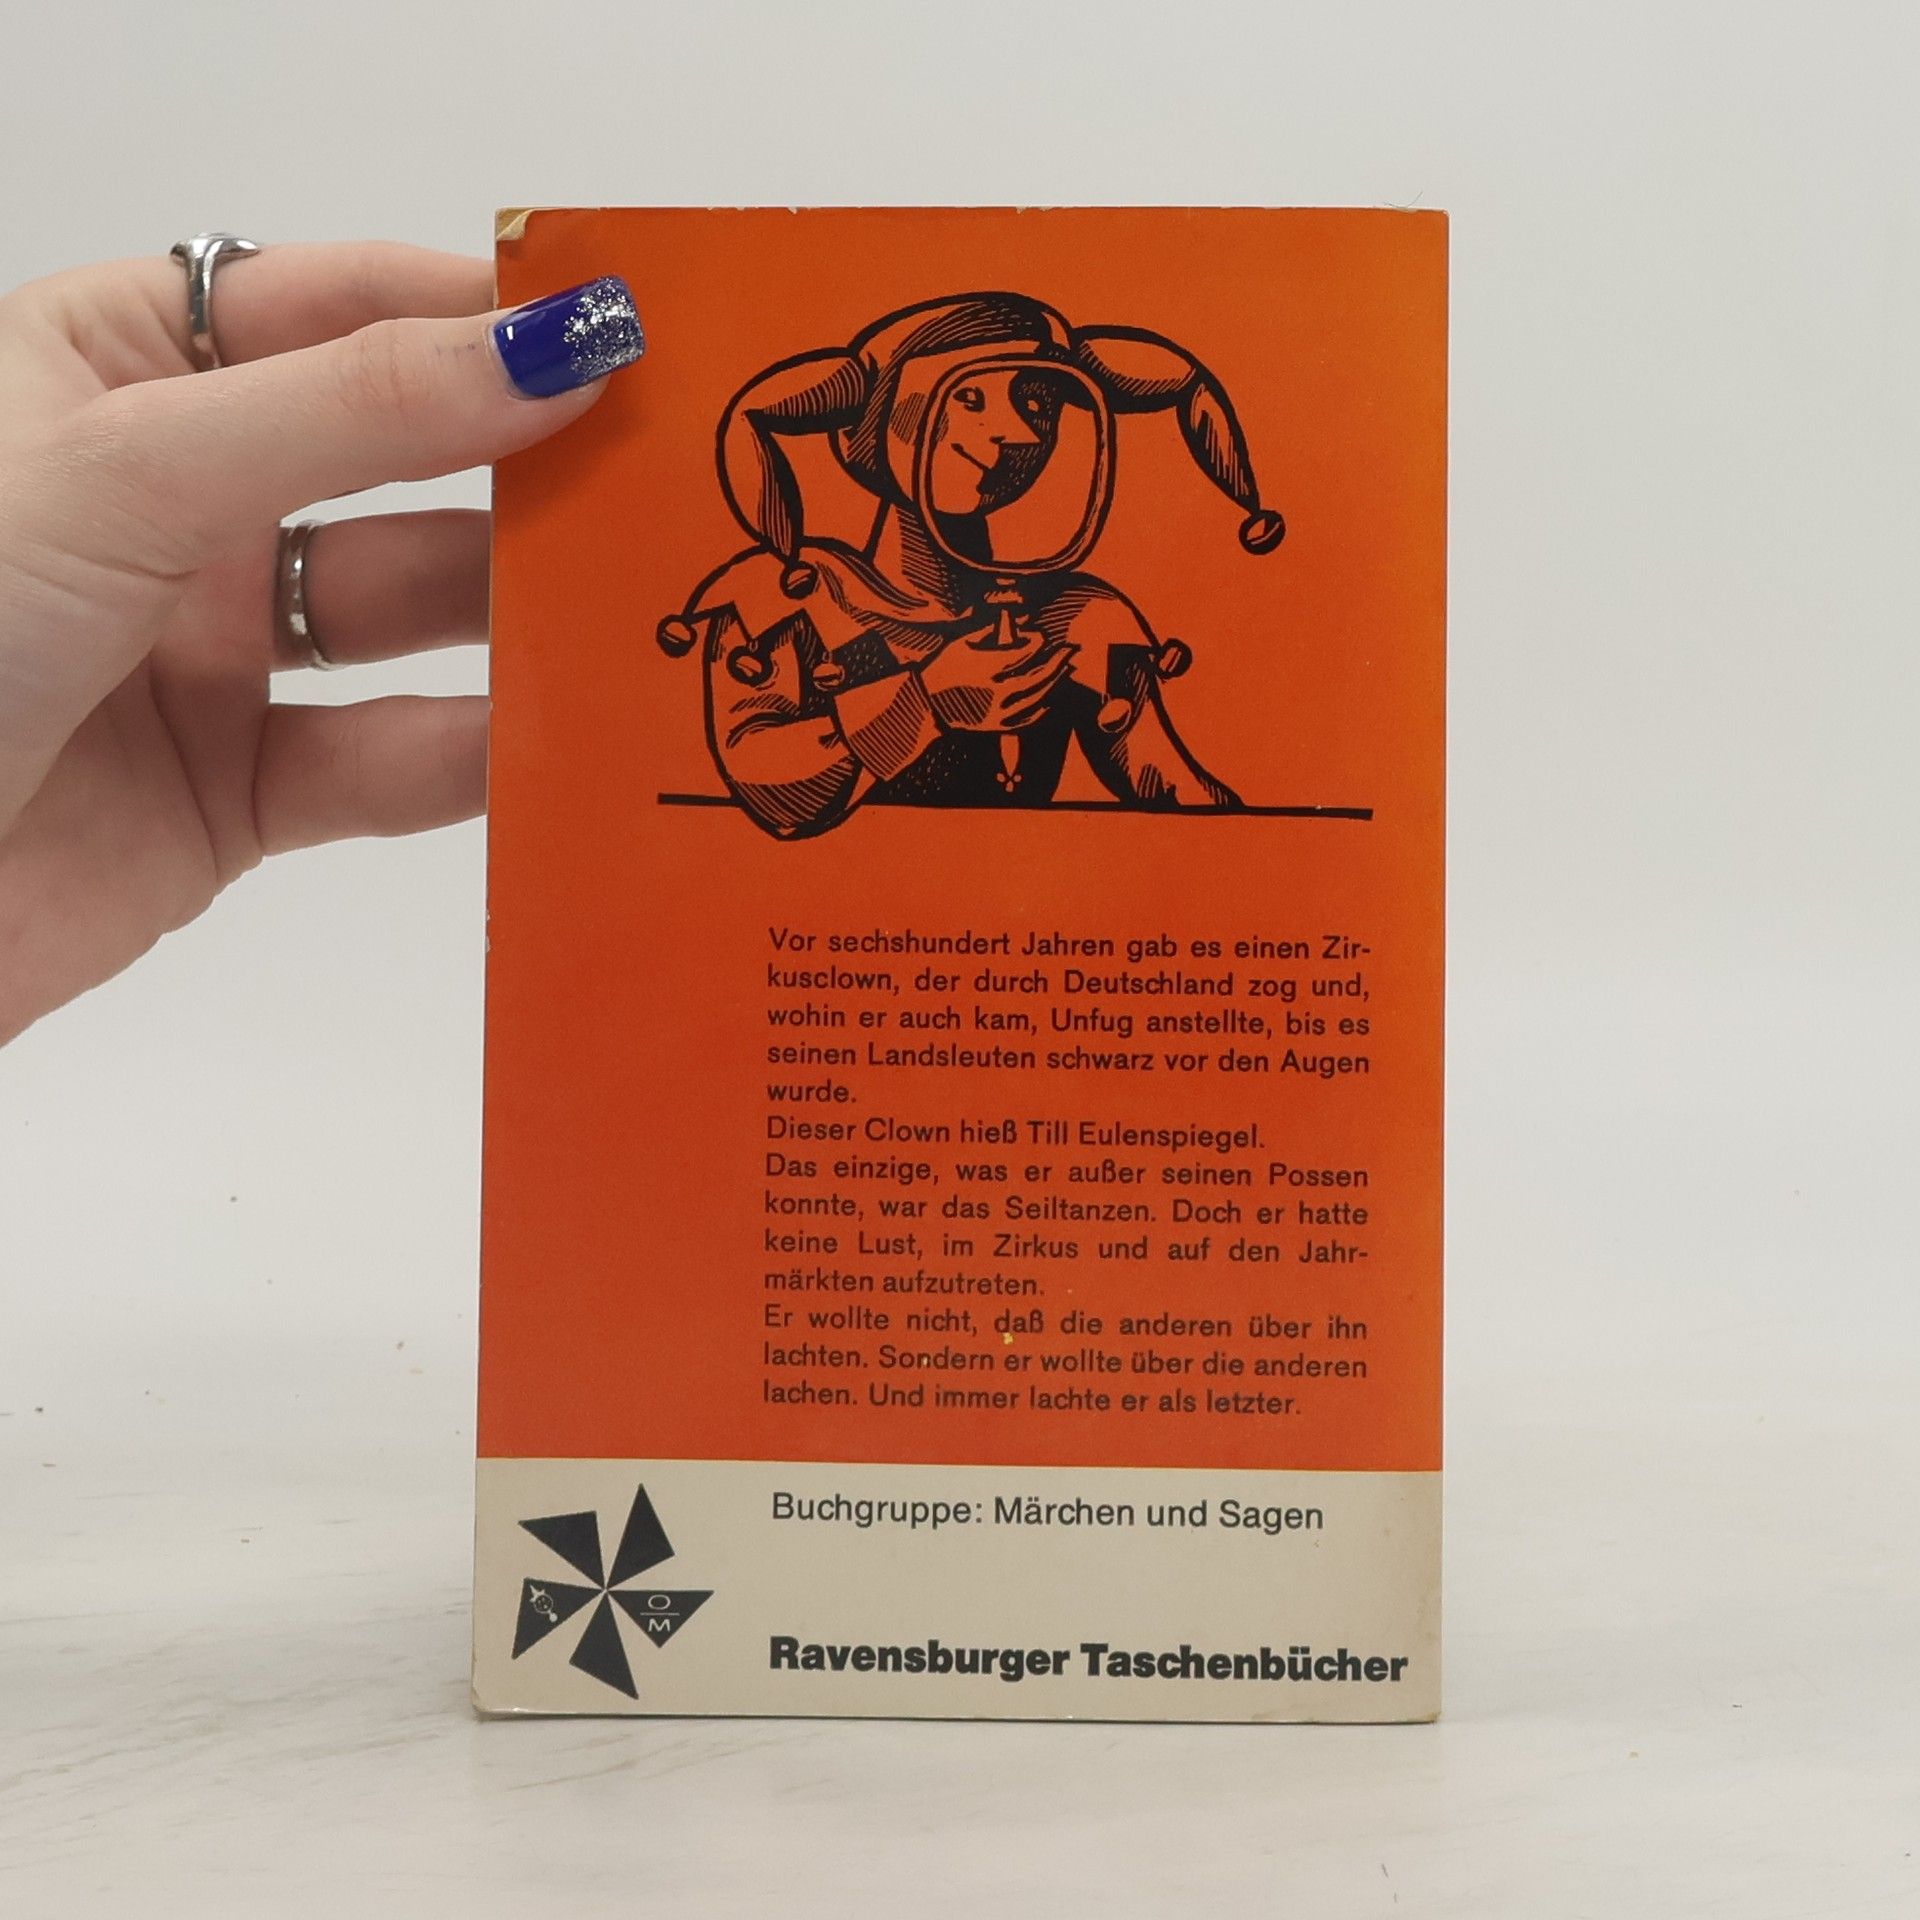 Vor sechshundert Jahren gab es einen Zir-
kusclown, der durch Deutschland zog und,
wohin er auch kam, Unfug anstellte, bis es
seinen Landsleuten schwarz vor den Augen
wurde.
Dieser Clown hieß Till Eulenspiegel.
Das einzige, was er außer seinen Possen
konnte, war das Seiltanzen. Doch er hatte
keine Lust, im Zirkus und auf den Jahr-
märkten aufzutreten.
Er wollte nicht, daß die anderen über ihn
lachten. Sondern er wollte über die anderen
lachen. Und immer lachte er als letzter.
Buchgruppe: Märchen und Sagen
O
M
Ravensburger Taschenbücher